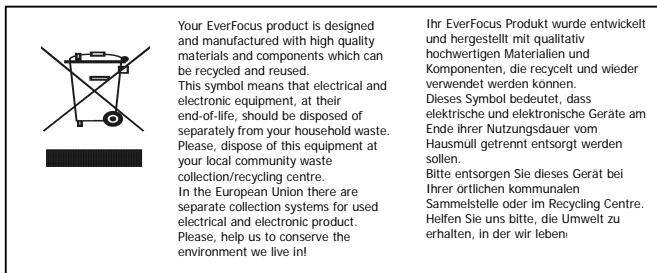 Your EverFocus product is designed
and manufactured with high quality
materials and components which can
be recycled and reused.
This symbol means that electrical and
electronic equipment, at their
end-of-life, should be disposed of
separately from your household waste.
Please, dispose of this equipment at
your local community waste
collection/recycling centre.
In the European Union there are
separate collection systems for used
electrical and electronic product.
Please, help us to conserve the
environment we live in!
Ihr EverFocus Produkt wurde entwickelt
und hergestellt mit qualitativ
hochwertigen Materialien und
Komponenten, die recycelt und wieder
verwendet werden können.
Dieses Symbol bedeutet, dass
elektrische und elektronische Geräte am
Ende ihrer Nutzungsdauer vom
Hausmüll getrennt entsorgt werden
sollen.
Bitte entsorgen Sie dieses Gerät bei
Ihrer örtlichen kommunalen
Sammelstelle oder im Recycling Centre.
Helfen Sie uns bitte, die Umwelt zu
erhalten, in der wir leben!